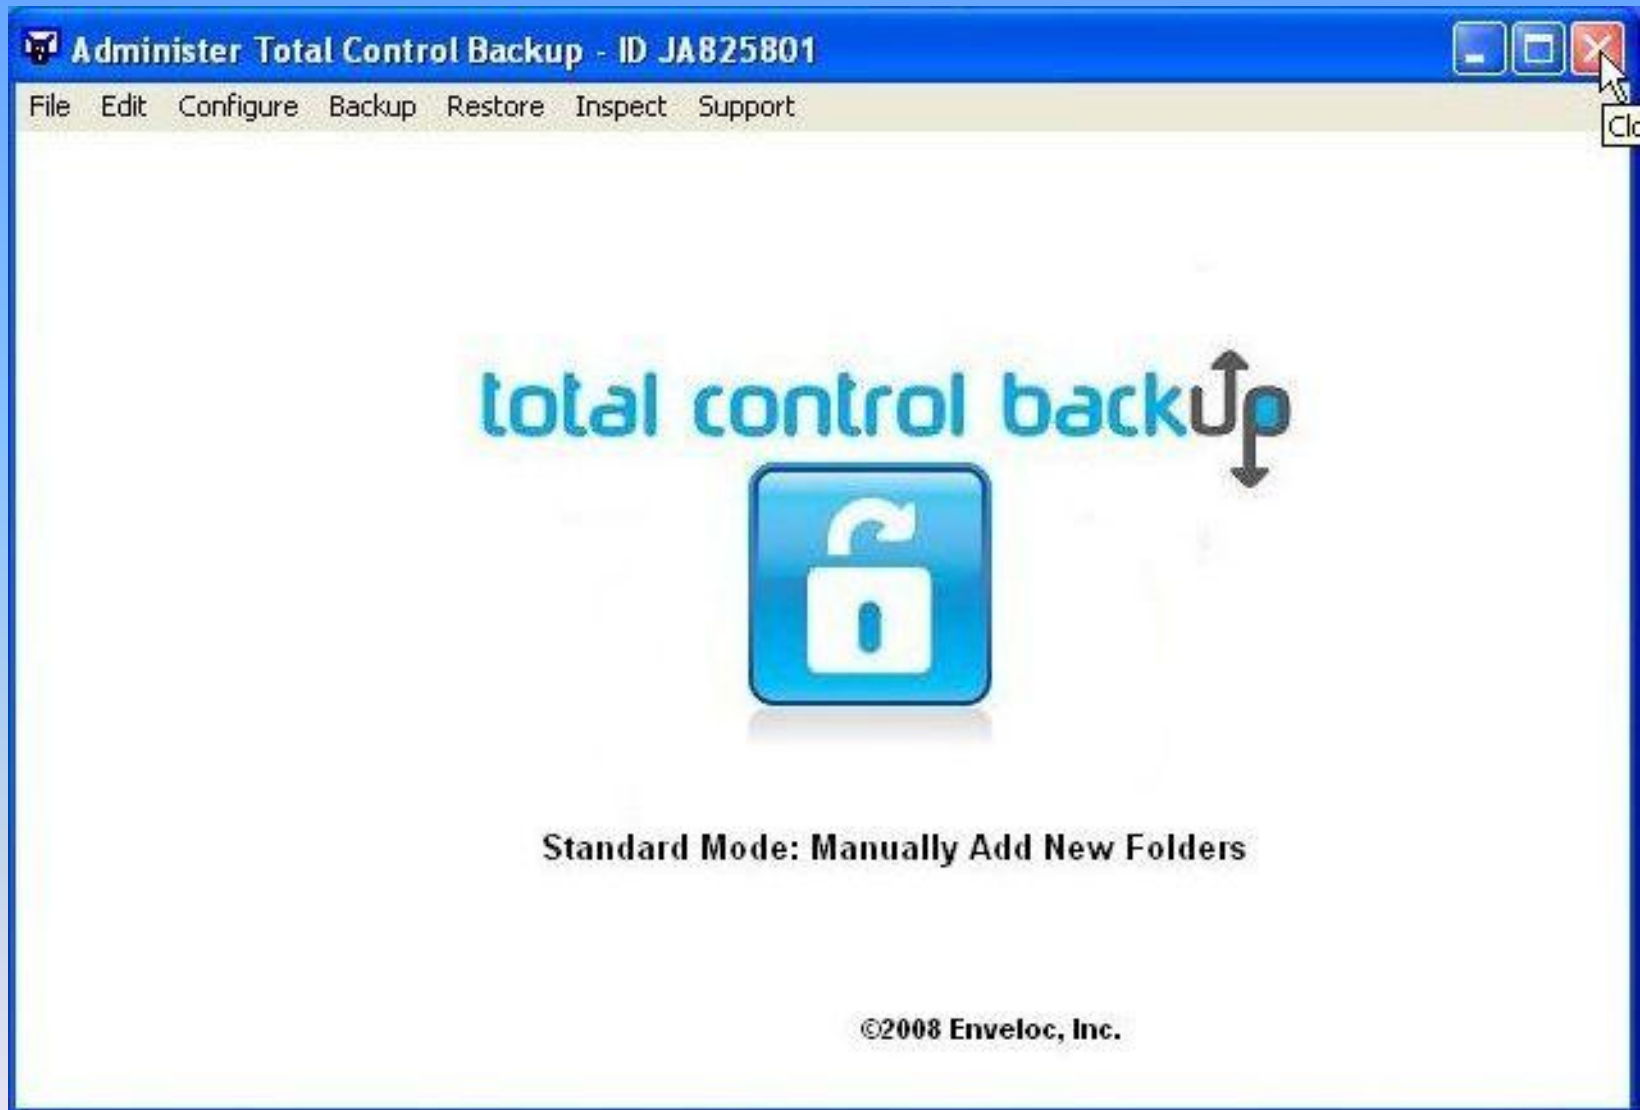 Administer Total Control Backup - ID JA825801
File Edit Configure Backup Restore Inspect Support
total control backup
Standard Mode: Manually Add New Folders
©2008 Enveloc, Inc.